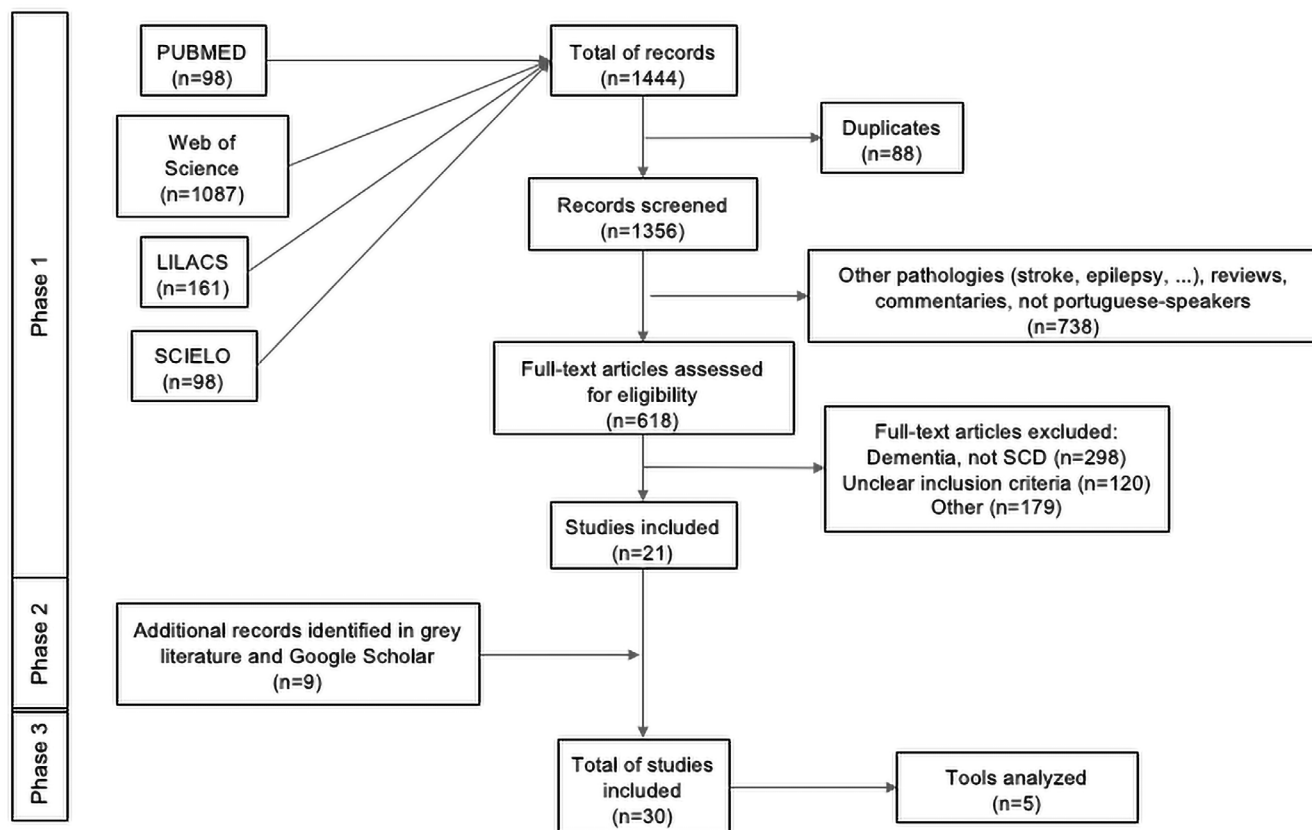 Phase 1
PUBMED
(n=98)
Web of
Science
(n=1087)
LILACS
(n=161)
SCIELO
(n=98)
Total of records
(n=1444)
Duplicates
(n=88)
Records screened
(n=1356)
Other pathologies (stroke, epilepsy, ...), reviews,
commentaries, not portuguese-speakers
(n=738)
Full-text articles assessed
for eligibility
(n=618)
Full-text articles excluded:
Dementia, not SCD (n=298)
Unclear inclusion criteria (n=120)
Other (n=179)
Studies included
(n=21)
Phase 2
Additional records identified in grey
literature and Google Scholar
(n=9)
Phase 3
Total of studies
included
(n=30)
Tools analyzed
(n=5)